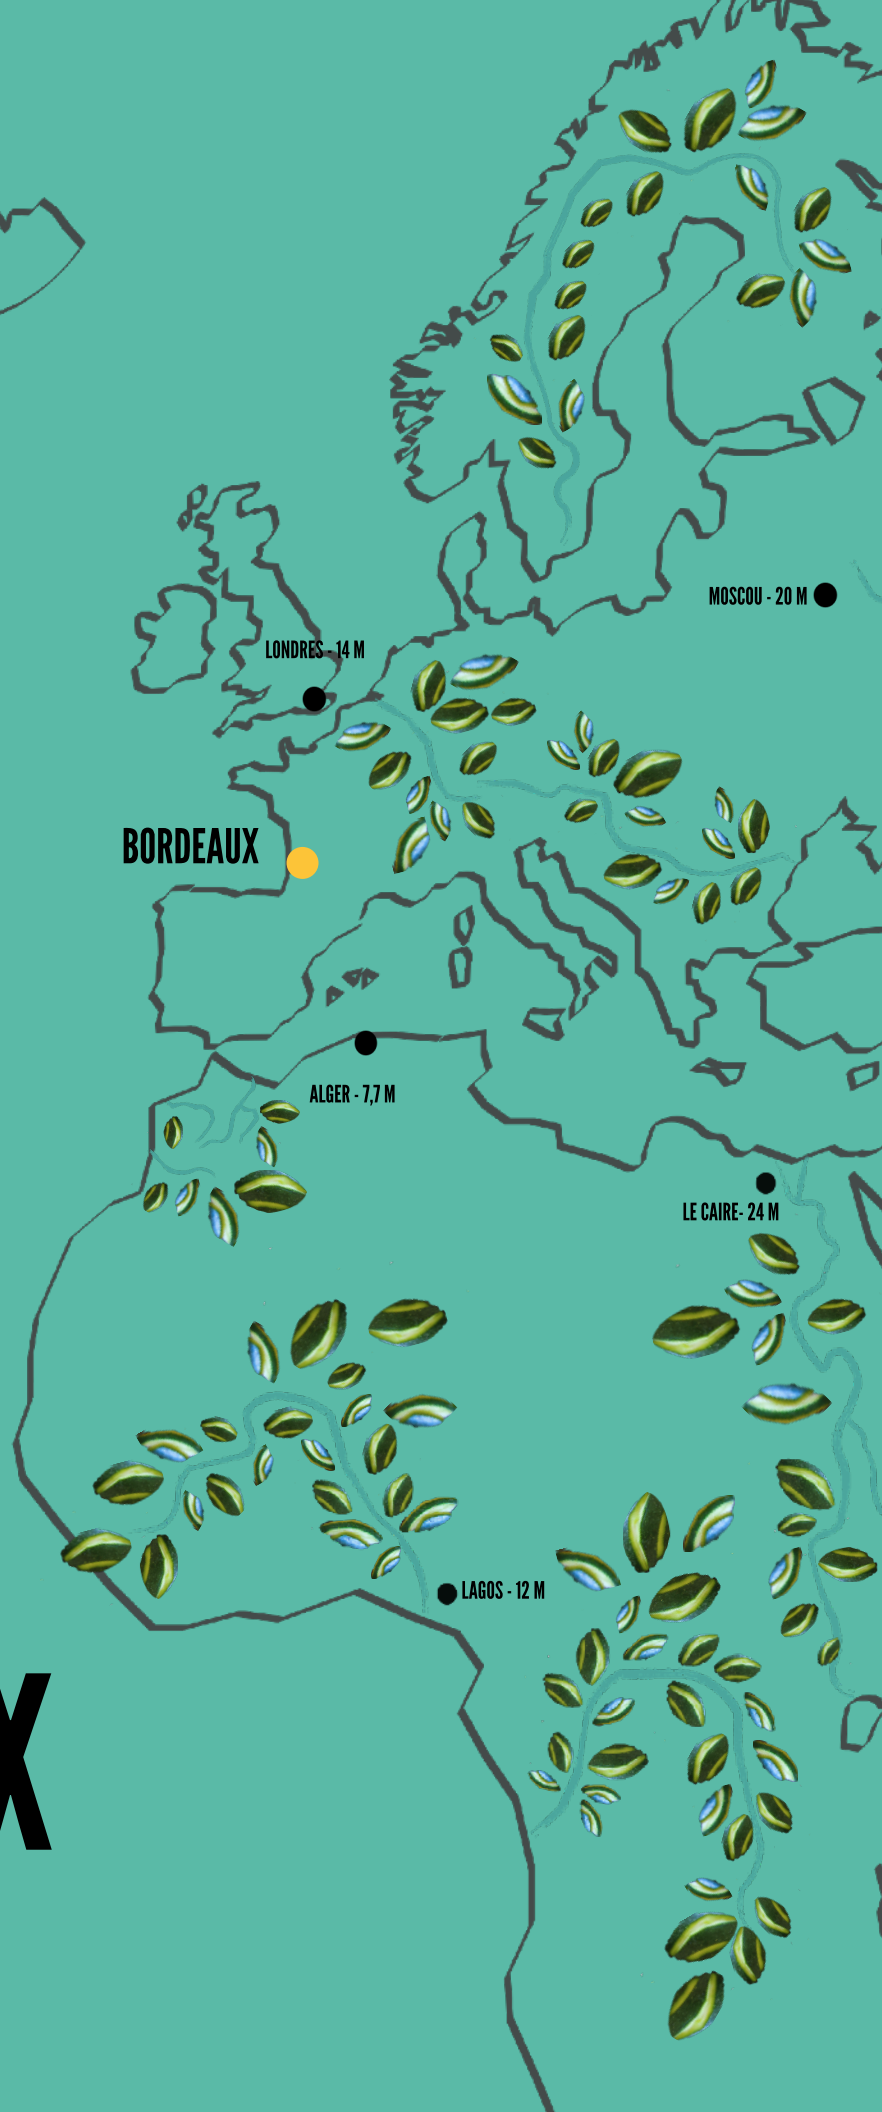 MOSCOU - 20 M
LONDRES - 14 M
BORDEAUX
ALGER - 7,7 M
LE CAIRE- 24 M
LAGOS - 12 M
X